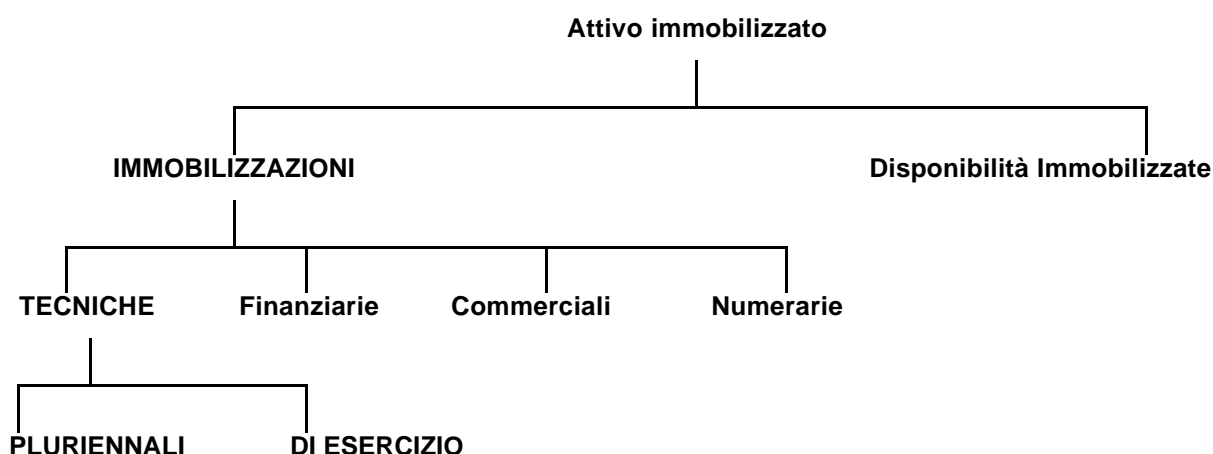 Attivo immobilizzato
IMMOBILIZZAZIONI
Disponibilità Immobilizzate
TECNICHE
Finanziarie
Commerciali
Numerarie
PLURIENNALI
DI ESERCIZIO